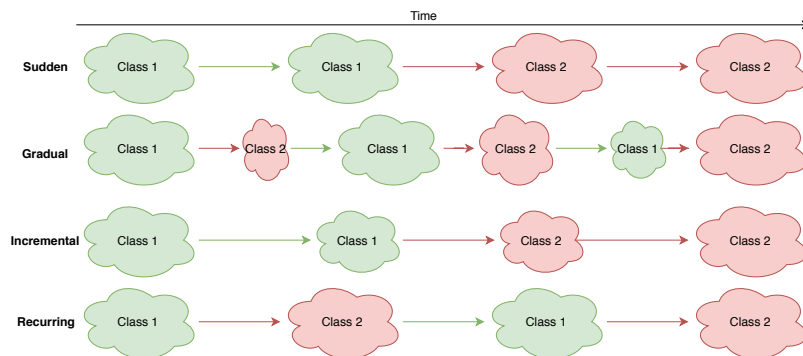 Time
Sudden Class 1 Class 1 Class 2 Class 2
Gradual Class 1 Class 2 Class 1 Class 2 Class 1 Class 2
Incremental Class 1 Class 1 Class 2 Class 2
Recurring Class 1 Class 2 Class 1 Class 2